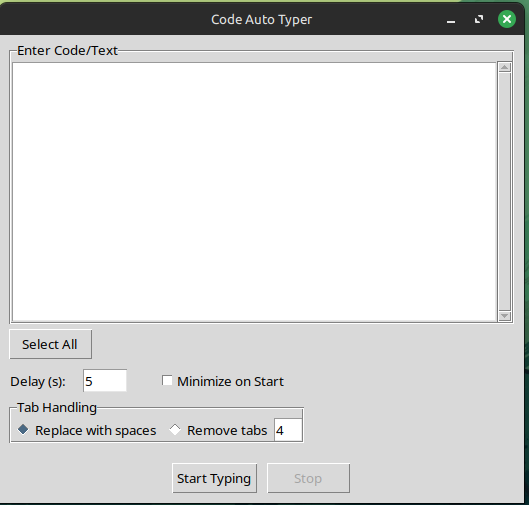 Code Auto Typer
Enter Code/Text
Select All
Delay (s): 5 Minimize on Start
Tab Handling
Replace with spaces Remove tabs 4
Start Typing Stop